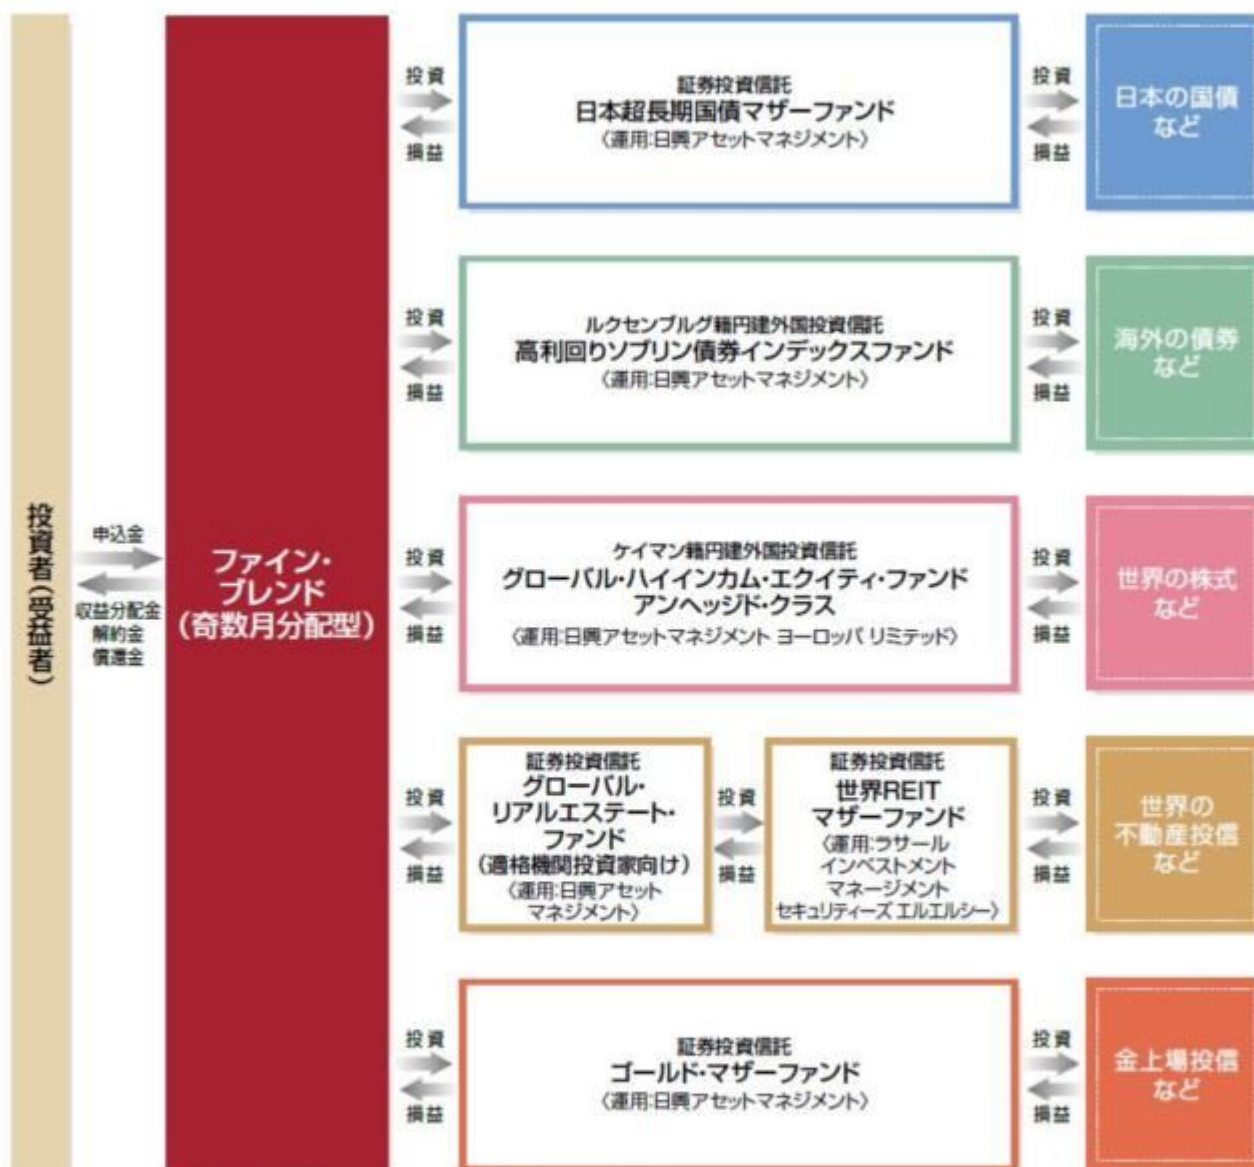 投資者(受益者)
申込金
収益分配金
解約金
償還金
ファイン・
ブレンド
(奇数月分配型)
投資
損益
証券投資信託
日本超長期国債マザーファンド
〈運用:日興アセットマネジメント〉
投資
損益
日本の国債
など
投資
損益
ルクセンブルグ籍円建外国投資信託
高利回りソブリン債券インデックスファンド
〈運用:日興アセットマネジメント〉
投資
損益
海外の債券
など
投資
損益
ケイマン籍円建外国投資信託
グローバル・ハイインカム・エクイティ・ファンド
アンヘッジド・クラス
〈運用:日興アセットマネジメント ヨーロッパ リミテッド〉
投資
損益
世界の株式
など
投資
損益
証券投資信託
グローバル・
リアルエステート・
ファンド
(適格機関投資家向け)
〈運用:日興アセット
マネジメント〉
投資
損益
証券投資信託
世界REIT
マザーファンド
〈運用:ラサール
インベストメント
マネージメント
セキュリティーズ エルエルシー〉
投資
損益
世界の
不動産投信
など
投資
損益
証券投資信託
ゴールド・マザーファンド
〈運用:日興アセットマネジメント〉
投資
損益
金上場投信
など